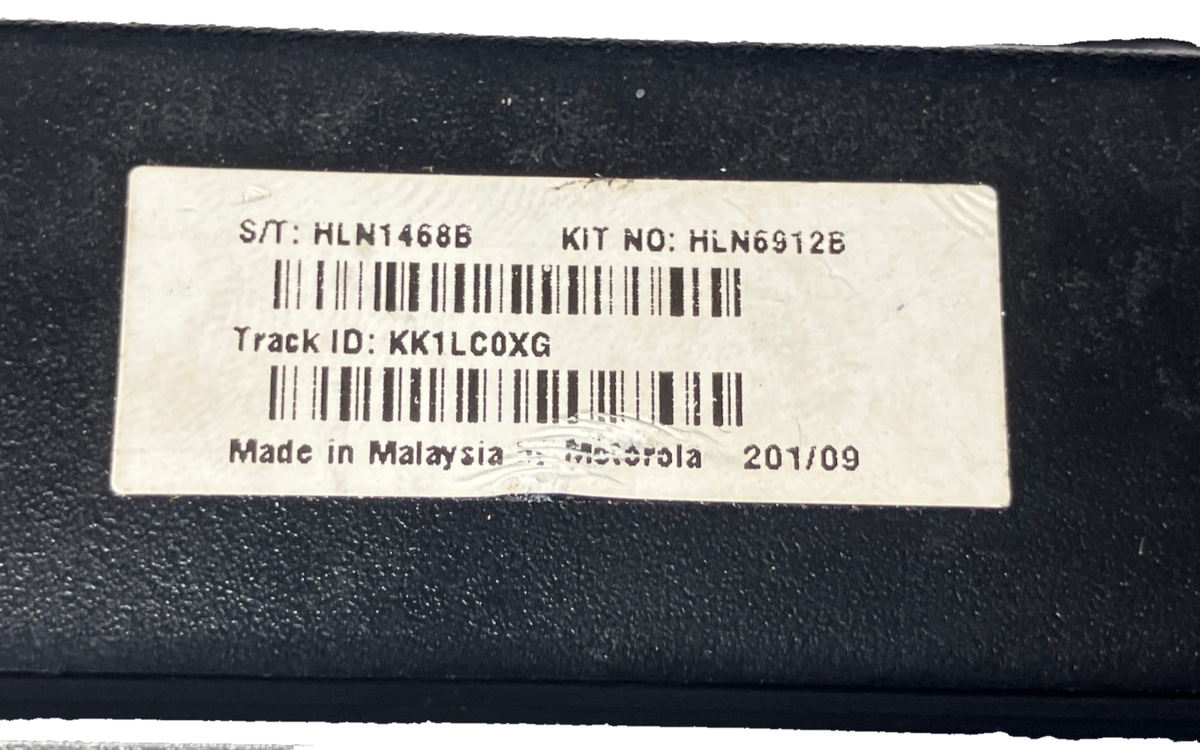 S/T: HLN1468B KIT NO: HLN6912B
Track ID: KK1LC0XG
Made in Malaysia Motorola 201/09